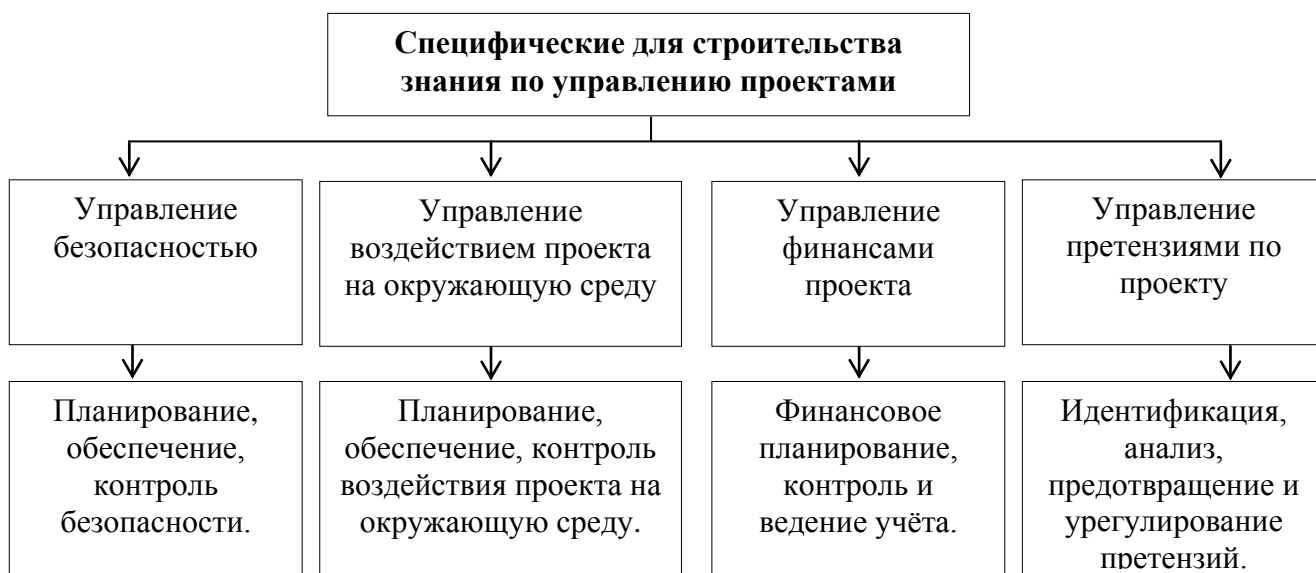 Специфические для строительства
знания по управлению проектами
Управление
безопасностью
Управление
воздействием проекта
на окружающую среду
Управление
финансами
проекта
Управление
претензиями по
проекту
Планирование,
обеспечение,
контроль
безопасности.
Планирование,
обеспечение, контроль
воздействия проекта на
окружающую среду.
Финансовое
планирование,
контроль и
ведение учёта.
Идентификация,
анализ,
предотвращение и
урегулирование
претензий.